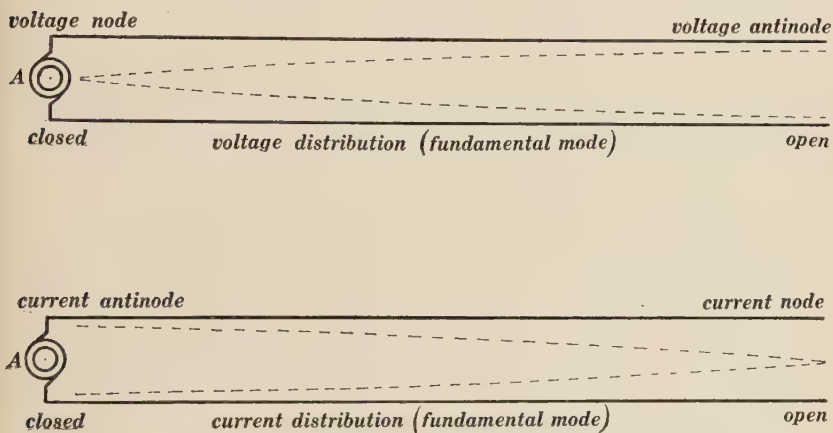 voltage node
voltage antinode
A
closed
voltage distribution (fundamental mode)
open
current antinode
current node
A
closed
current distribution (fundamental mode)
open